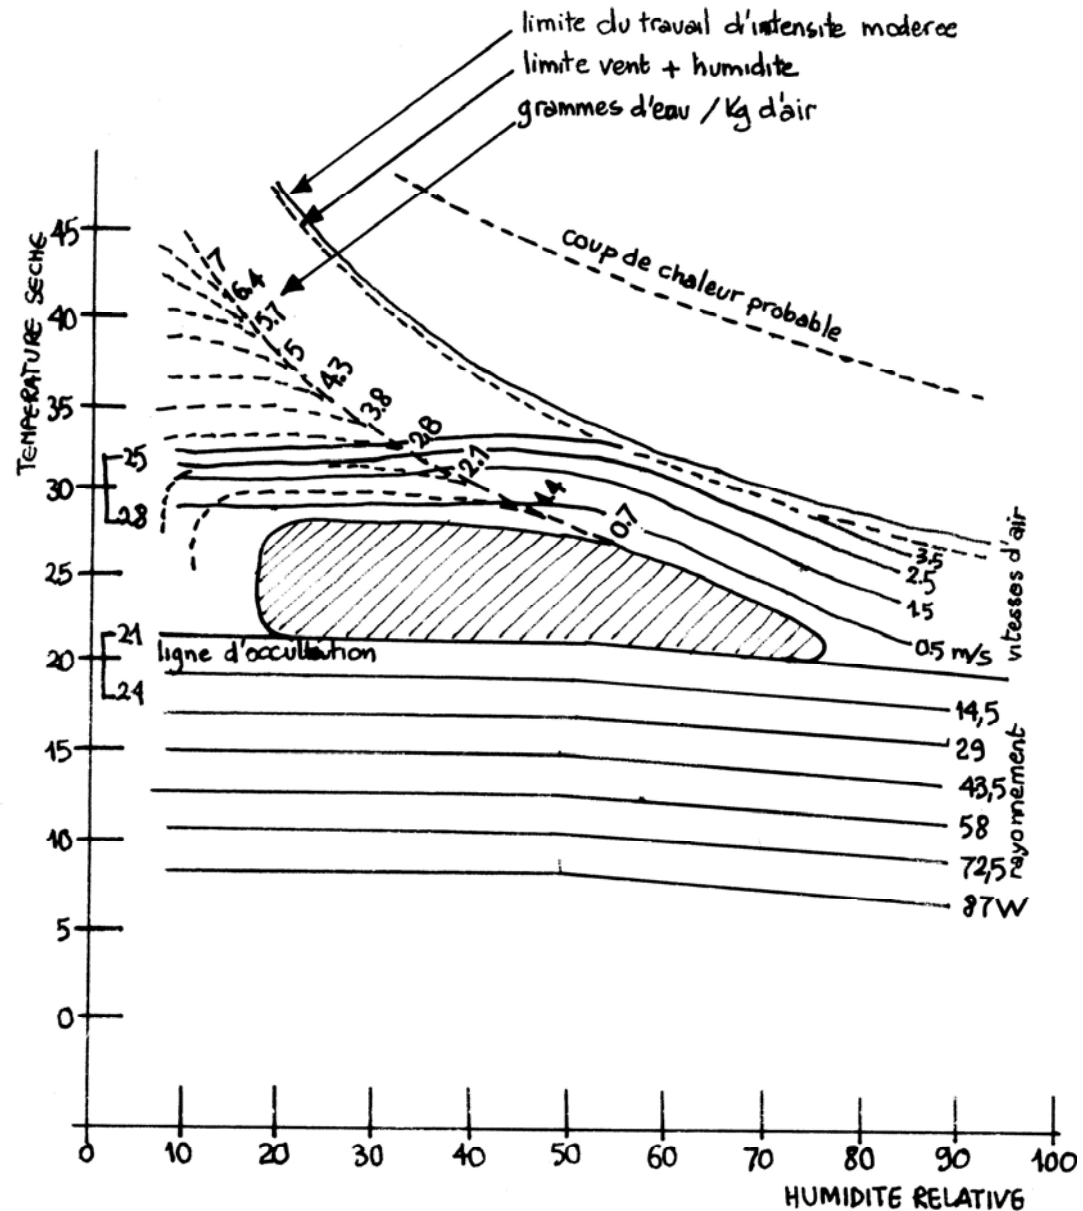 limite du travail d'intensite moderee
limite vent + humidite
grammes d'eau / Kg d'air
coup de chaleur probable
TEMPERATURE SECHE
45
40
35
30
25
20
15
10
5
0
25
28
21
24
7
6.4
5.7
5
4.3
3.8
2.8
2.1
1.4
0.7
3.5
2.5
1.5
0.5 m/s
vitesses d'air
ligne d'occultation
14,5
29
43,5
58
72,5
87W
rayonnement
0 10 20 30 40 50 60 70 80 90 100
HUMIDITE RELATIVE